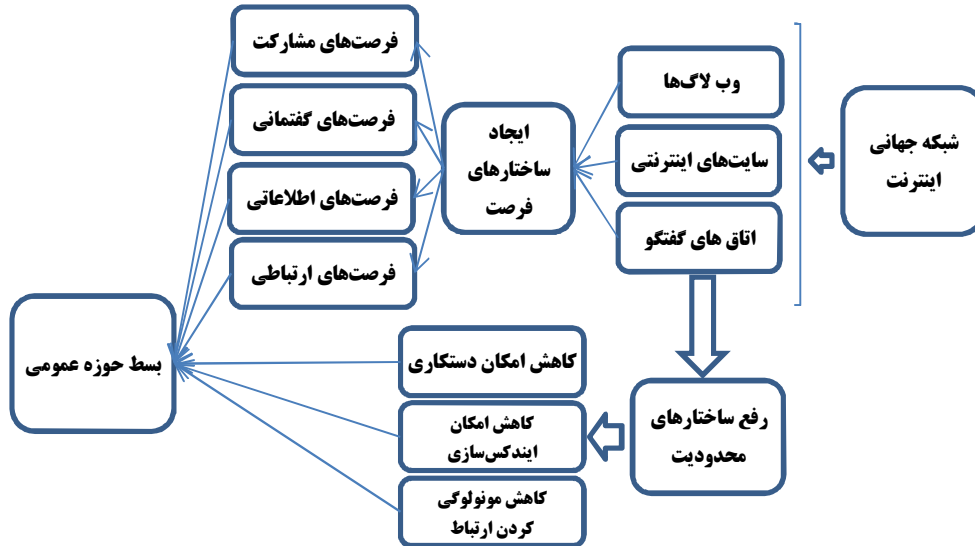 شبکه جهانی
اینترنت
وب لاگ‌ها
سایت‌های اینترنتی
اتاق های گفتگو
ایجاد
ساختارهای
فرصت
فرصت‌های مشارکت
فرصت‌های گفتمانی
فرصت‌های اطلاعاتی
فرصت‌های ارتباطی
رفع ساختارهای
محدودیت
کاهش امکان دستکاری
کاهش امکان
ایندکس‌سازی
کاهش مونولوگی
کردن ارتباط
بسط حوزه عمومی